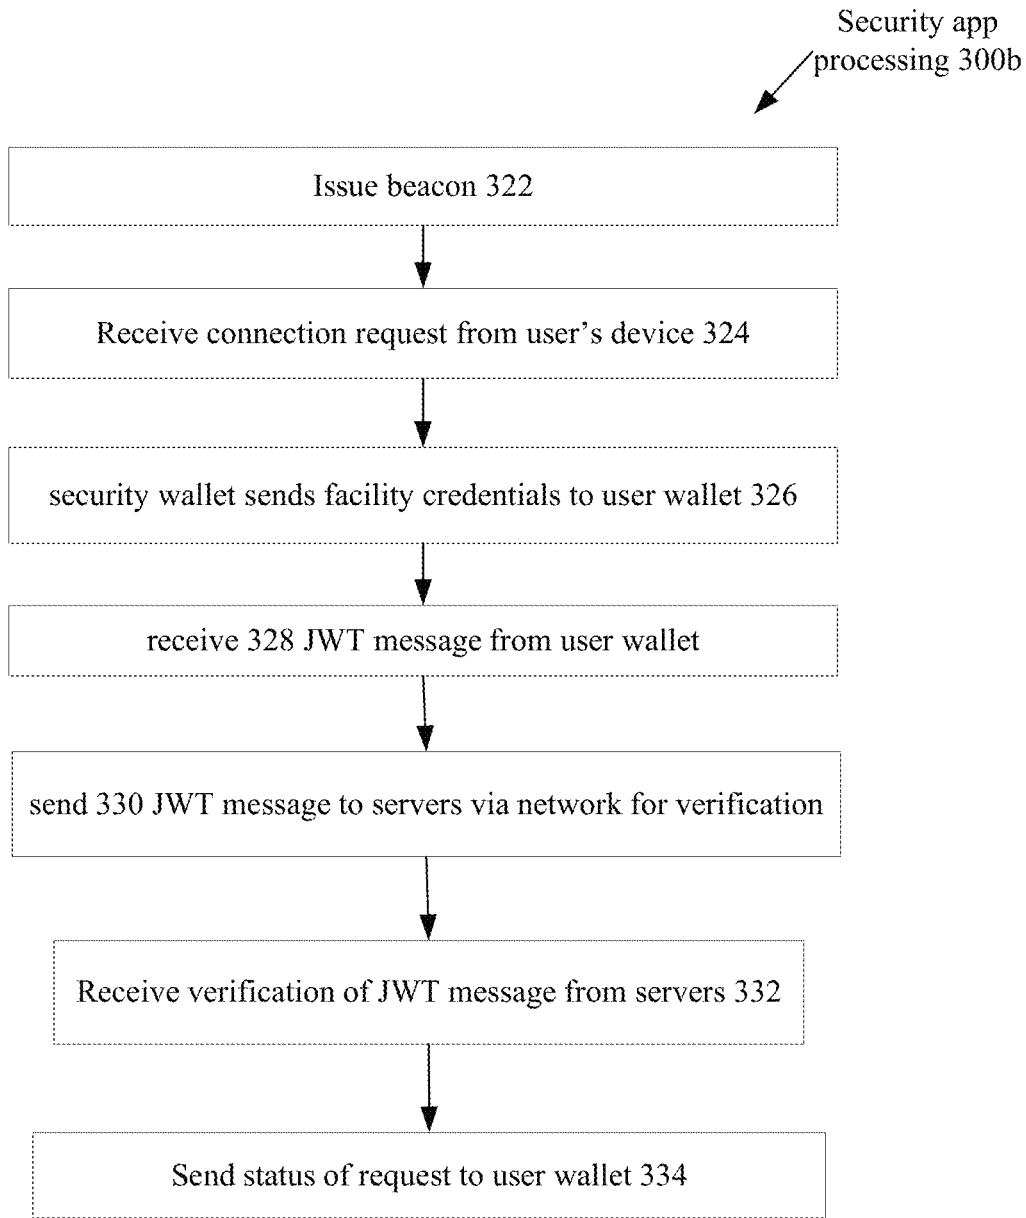 Security app
processing 300b
Issue beacon 322
Receive connection request from user’s device 324
security wallet sends facility credentials to user wallet 326
receive 328 JWT message from user wallet
send 330 JWT message to servers via network for verification
Receive verification of JWT message from servers 332
Send status of request to user wallet 334